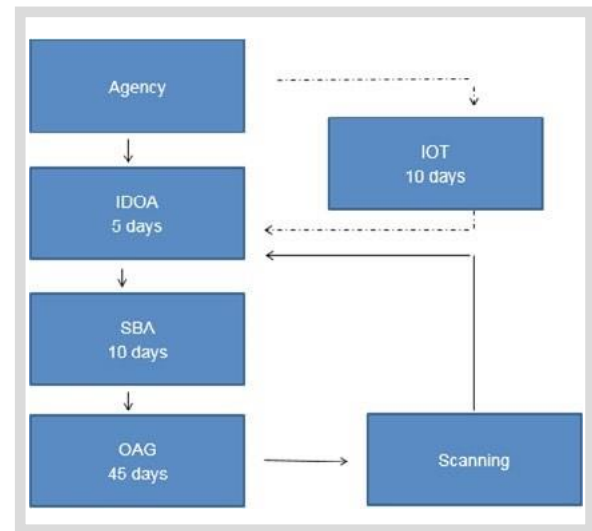 Agency
IOT
10 days
IDOA
5 days
SBA
10 days
OAG
45 days
Scanning